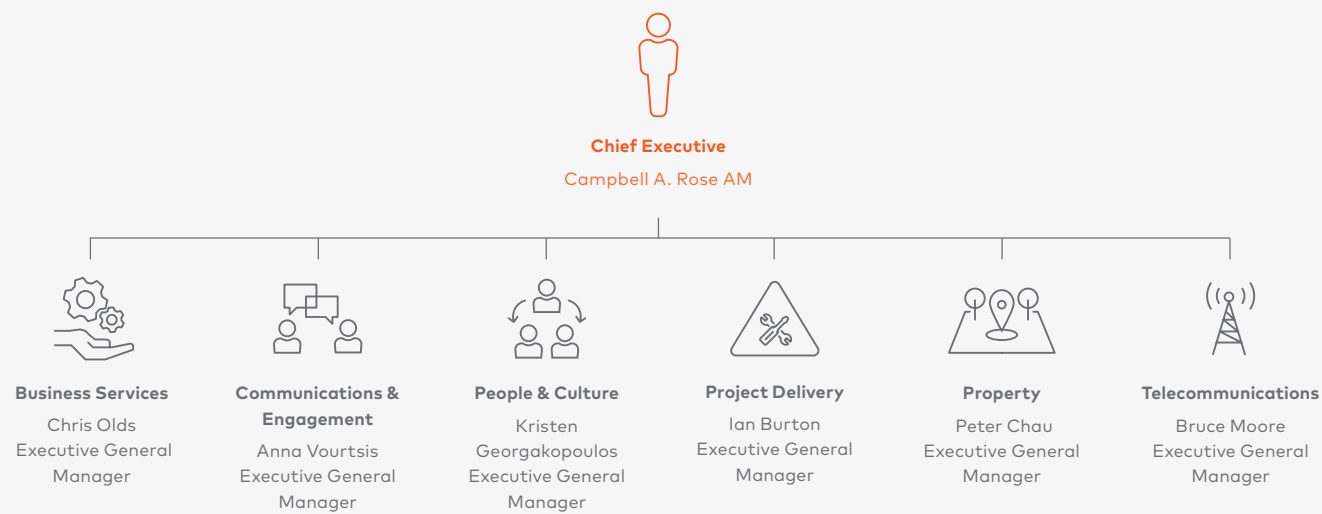 Chief Executive
Campbell A. Rose AM
Business Services
Chris Olds
Executive General
Manager
Communications &
Engagement
Anna Vourtsis
Executive General
Manager
People & Culture
Kristen
Georgakopoulos
Executive General
Manager
Project Delivery
Ian Burton
Executive General
Manager
Property
Peter Chau
Executive General
Manager
Telecommunications
Bruce Moore
Executive General
Manager